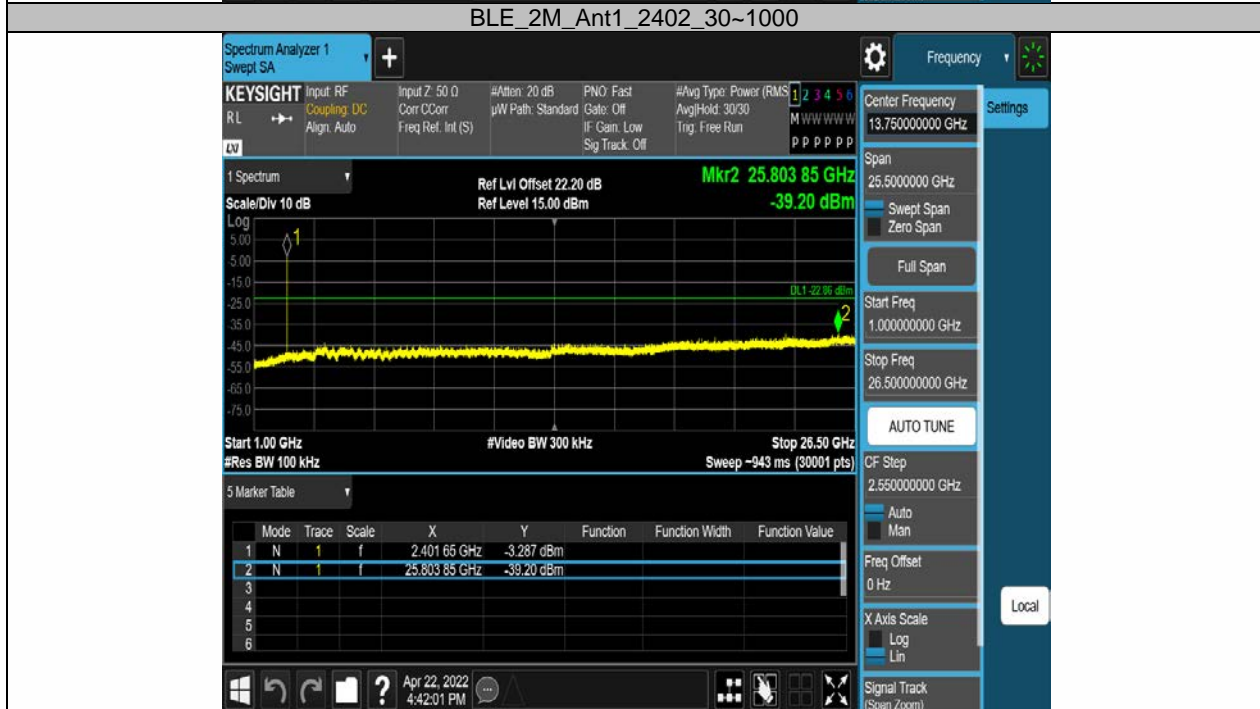 BLE_2M_Ant1_2402_30~1000
Spectrum Analyzer 1
Swept SA
+
Frequency
KEYSIGHT
RL
LXI
Input: RF
Coupling: DC
Align: Auto
Input Z: 50 Ω
Corr CCorr
Freq Ref: Int (S)
#Atten: 20 dB
µW Path: Standard
PNO: Fast
Gate: Off
IF Gain: Low
Sig Track: Off
#Avg Type: Power (RMS
Avg|Hold: 30/30
Trig: Free Run
1 2 3 4 5 6
M W W W W W
P P P P P P
1 Spectrum
Scale/Div 10 dB
Ref Lvl Offset 22.20 dB
Ref Level 15.00 dBm
Mkr2 25.803 85 GHz
-39.20 dBm
Log
5.00
-5.00
-15.0
-25.0
-35.0
-45.0
-55.0
-65.0
-75.0
1
DL1 -22.86 dBm
2
Start 1.00 GHz
#Res BW 100 kHz
#Video BW 300 kHz
Stop 26.50 GHz
Sweep ~943 ms (30001 pts)
5 Marker Table
Mode Trace Scale X Y Function Function Width Function Value
1 N 1 f 2.401 65 GHz -3.287 dBm
2 N 1 f 25.803 85 GHz -39.20 dBm
3
4
5
6
Center Frequency
13.750000000 GHz
Span
25.5000000 GHz
Swept Span
Zero Span
Full Span
Start Freq
1.000000000 GHz
Stop Freq
26.500000000 GHz
AUTO TUNE
CF Step
2.550000000 GHz
Auto
Man
Freq Offset
0 Hz
X Axis Scale
Log
Lin
Signal Track
(Span Zoom)
Settings
Local
?
Apr 22, 2022
4:42:01 PM